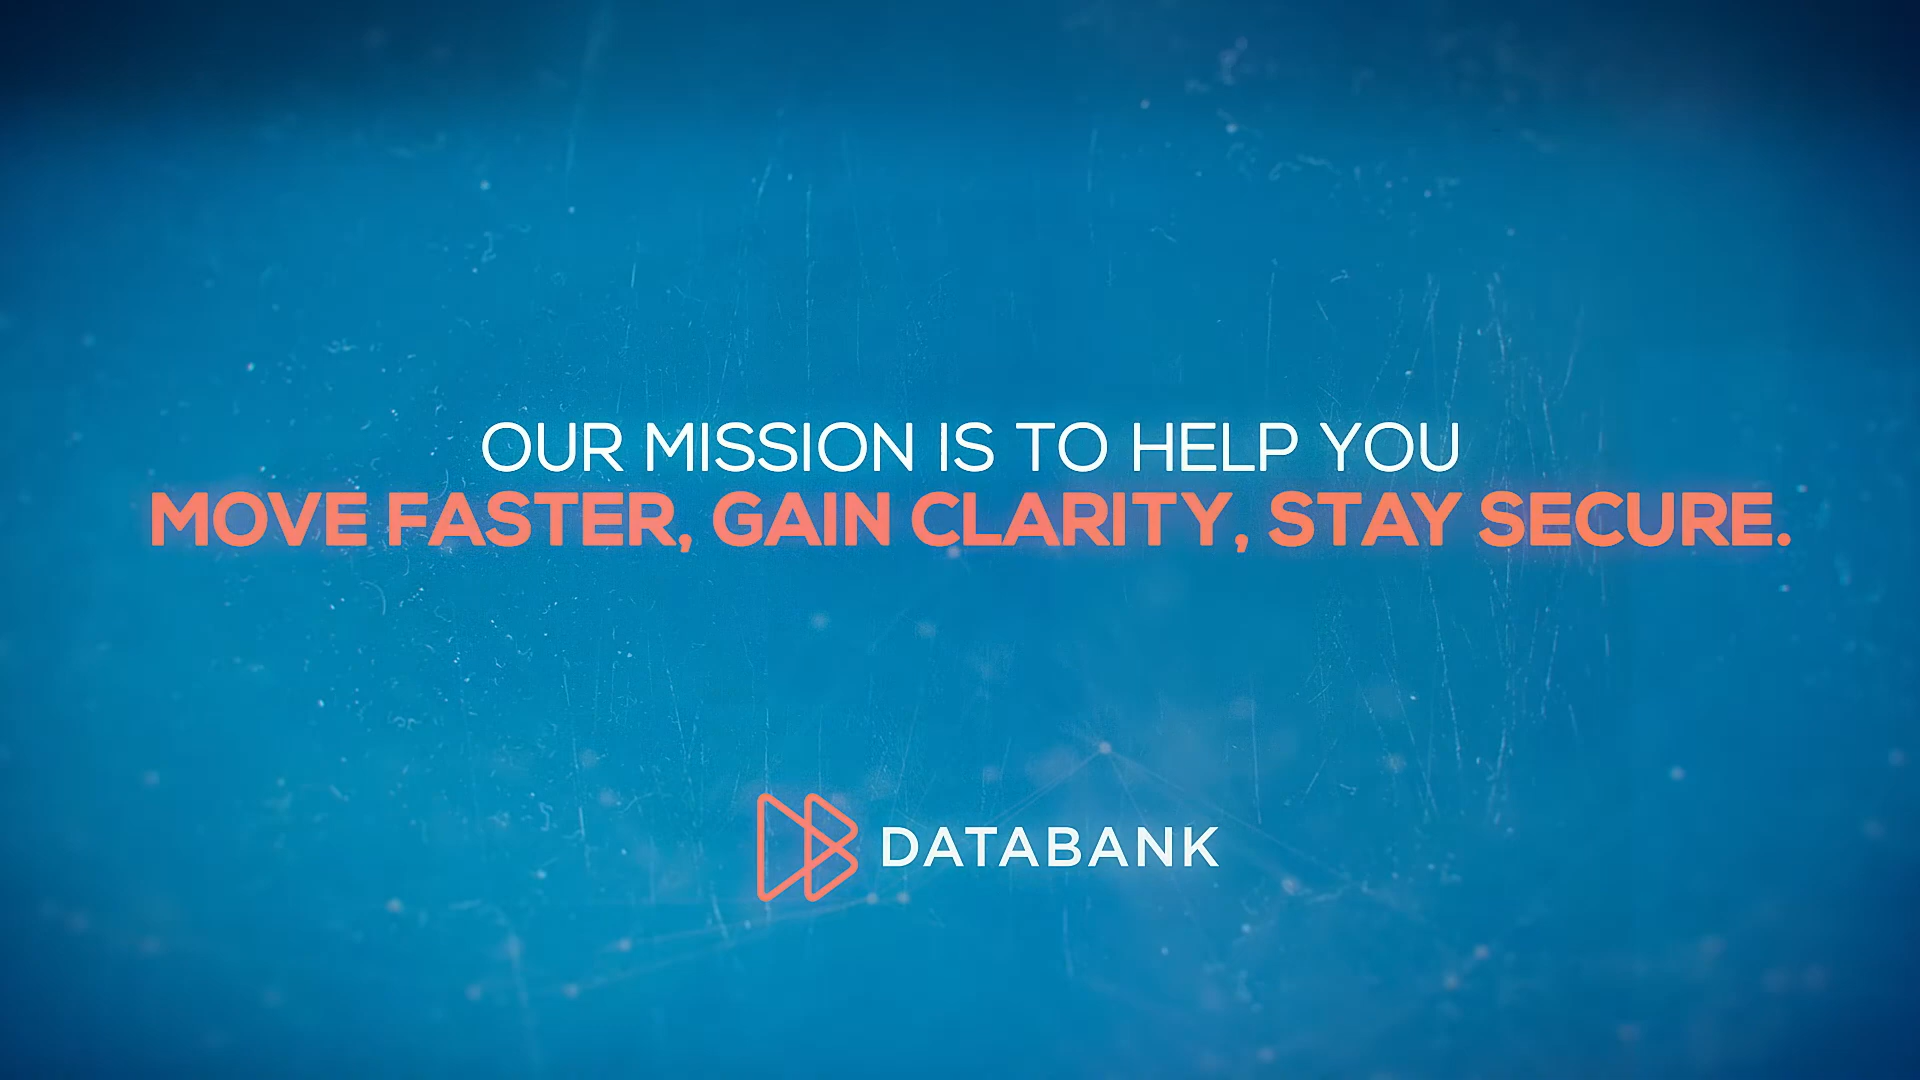 OUR MISSION IS TO HELP YOU
MOVE FASTER, GAIN CLARITY, STAY SECURE.
DATABANK